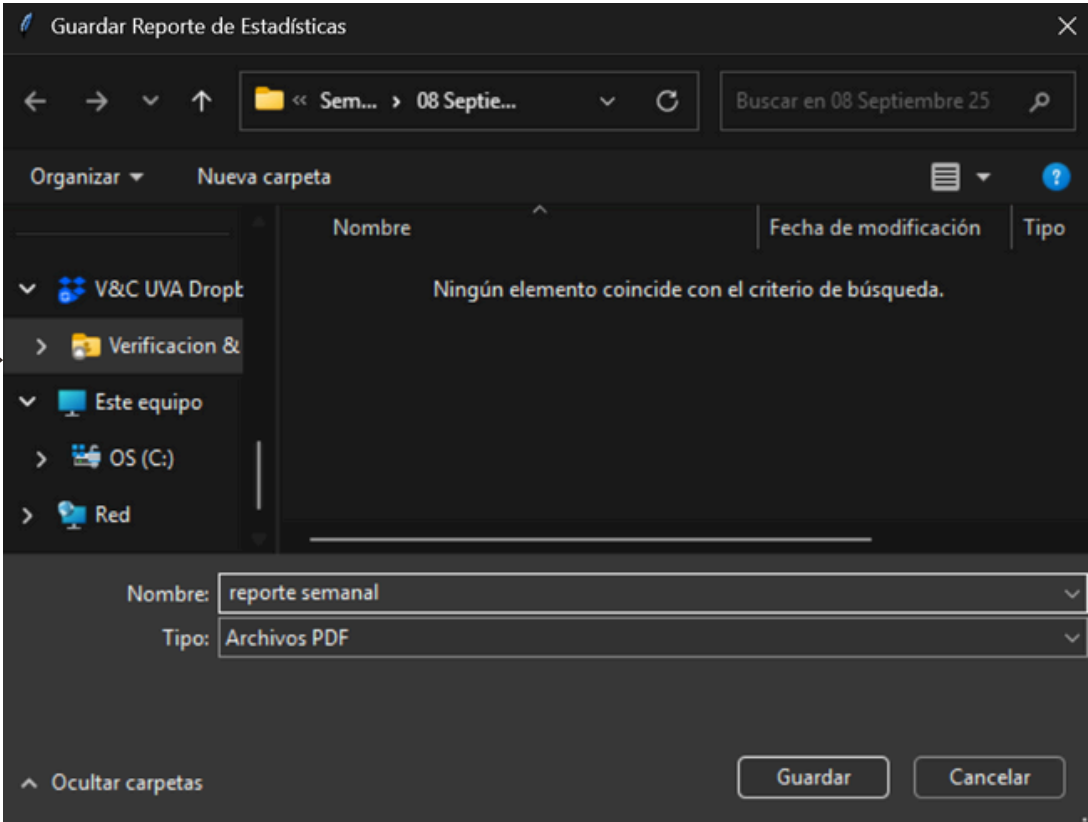 Guardar Reporte de Estadísticas
« Sem... › 08 Septie...
Buscar en 08 Septiembre 25
Organizar
Nueva carpeta
Nombre
Fecha de modificación
Tipo
V&C UVA Dropb
Ningún elemento coincide con el criterio de búsqueda.
Verificacion &
Este equipo
OS (C:)
Red
Nombre: reporte semanal
Tipo: Archivos PDF
Ocultar carpetas
Guardar
Cancelar